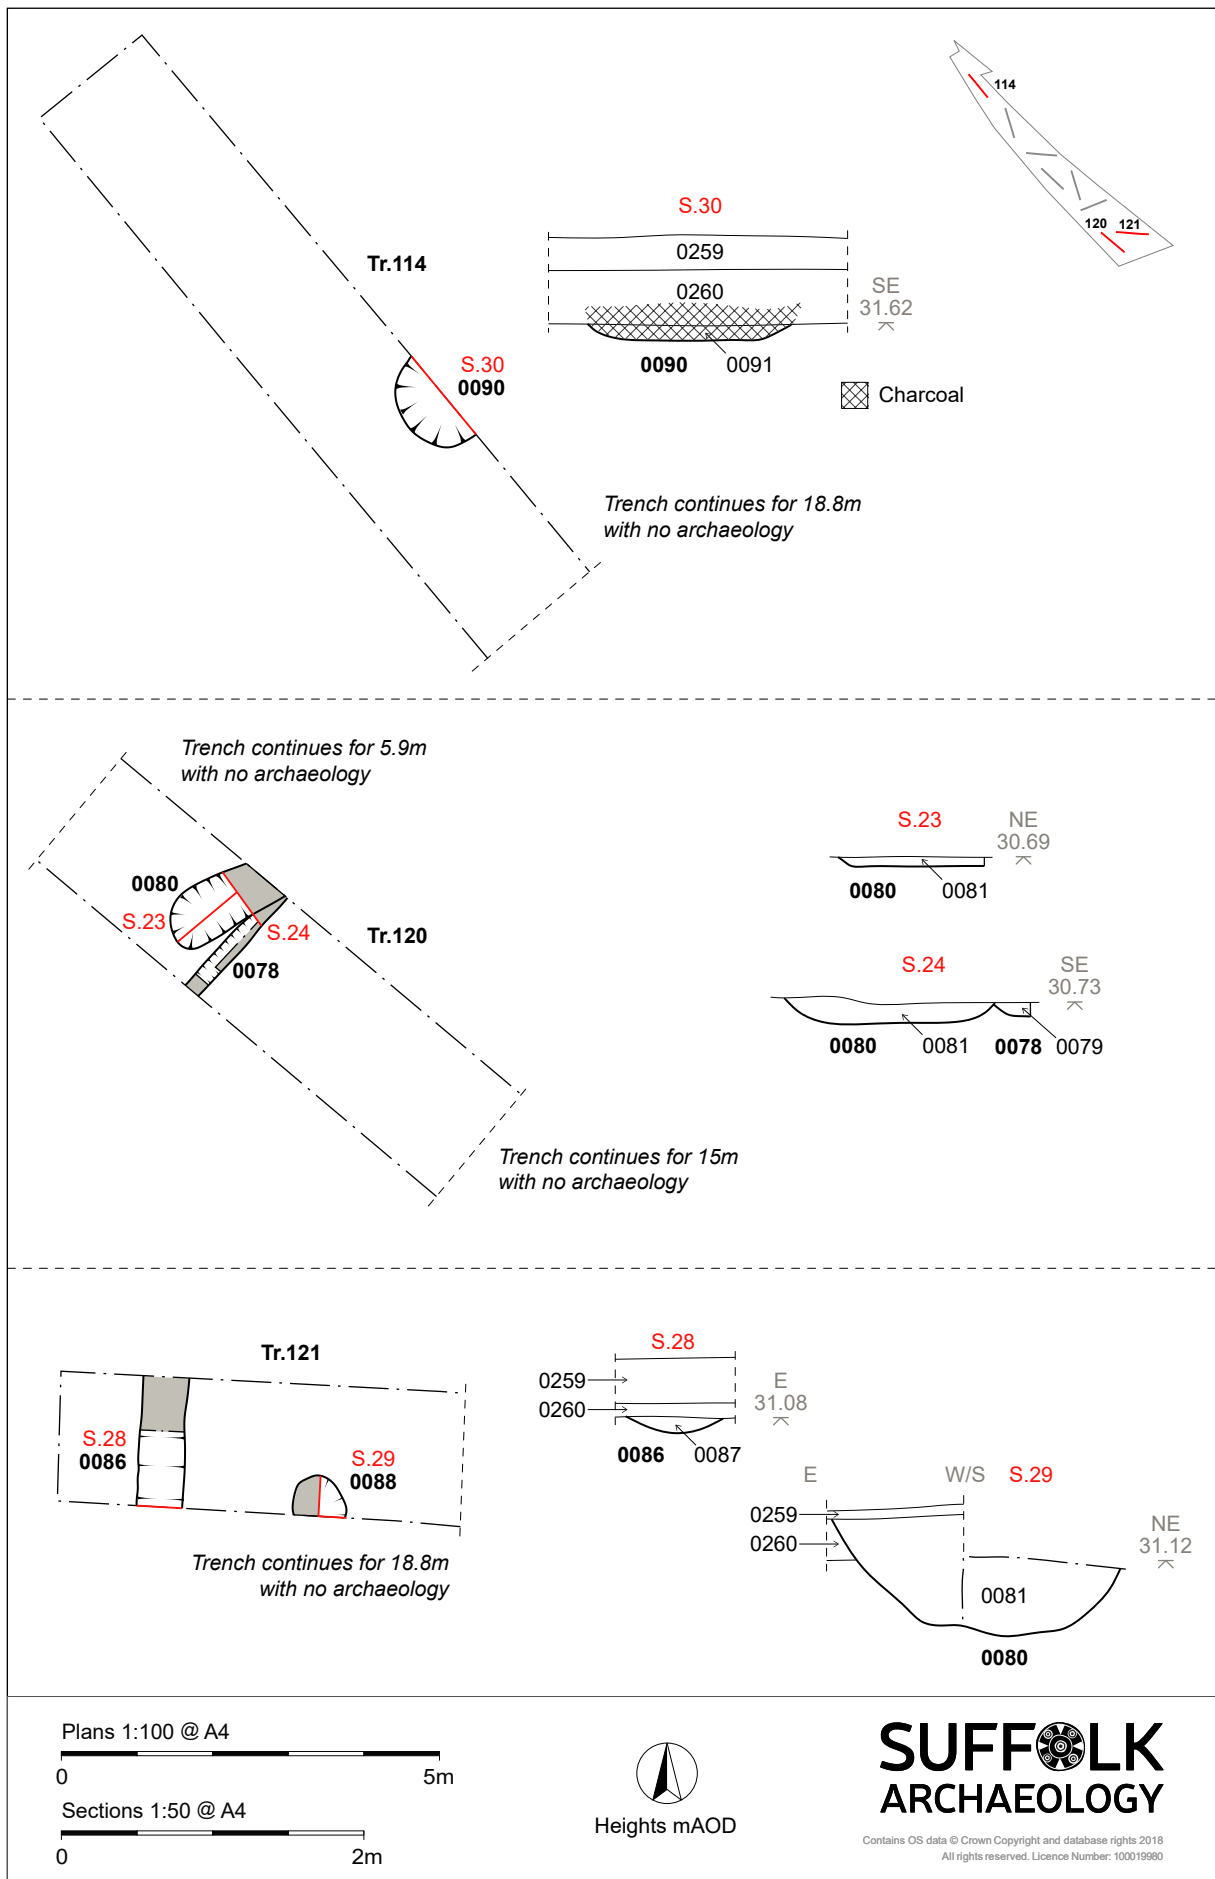 114
120 121
Tr.114
S.30
0090
S.30
0259
0260
SE
31.62
0090 0091
Charcoal
Trench continues for 18.8m
with no archaeology
Trench continues for 5.9m
with no archaeology
0080
S.23
S.24
0078
Tr.120
S.23
NE
30.69
0080 0081
S.24
SE
30.73
0080 0081 0078 0079
Trench continues for 15m
with no archaeology
Tr.121
S.28
0086
S.29
0088
Trench continues for 18.8m
with no archaeology
S.28
0259
0260
E
31.08
0086 0087
E W/S S.29
0259
0260
NE
31.12
0081
0080
Plans 1:100 @ A4
0 5m
Sections 1:50 @ A4
0 2m
Heights mAOD
SUFFOLK
ARCHAEOLOGY
Contains OS data © Crown Copyright and database rights 2018
All rights reserved. Licence Number: 100019980